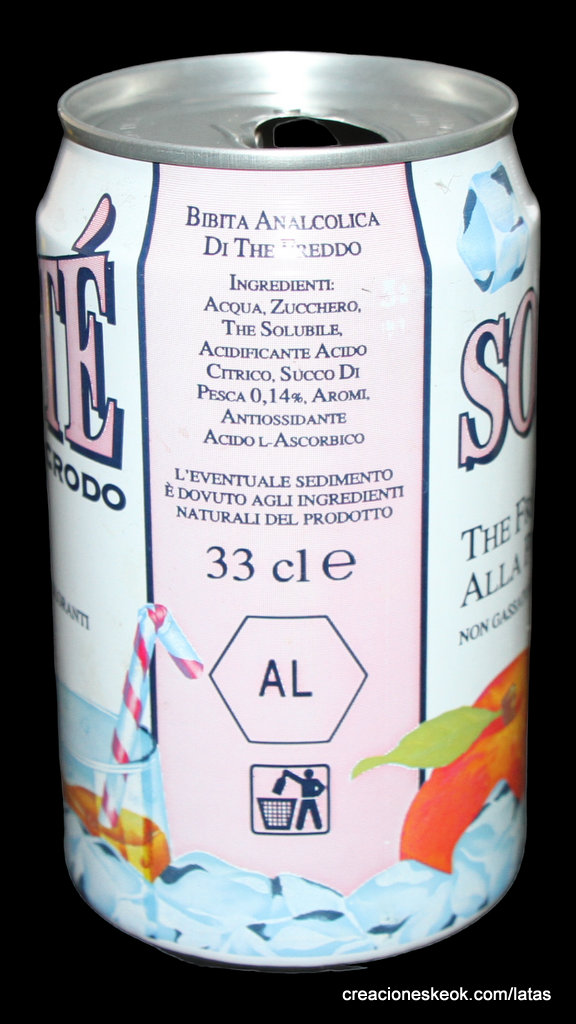 BIBITA ANALCOLICA
DI THE FREDDO
INGREDIENTI:
ACQUA, ZUCCHERO,
THE SOLUBILE,
ACIDIFICANTE ACIDO
CITRICO, SUCCO DI
PESCA 0,14%, AROMI,
ANTIOSSIDANTE
ACIDO L-ASCORBICO
L'EVENTUALE SEDIMENTO
È DOVUTO AGLI INGREDIENTI
NATURALI DEL PRODOTTO
33 cl e
AL
TÉ
CRODO
SO
THE FR
ALLA
NON GASSA
creacioneskeok.com/latas